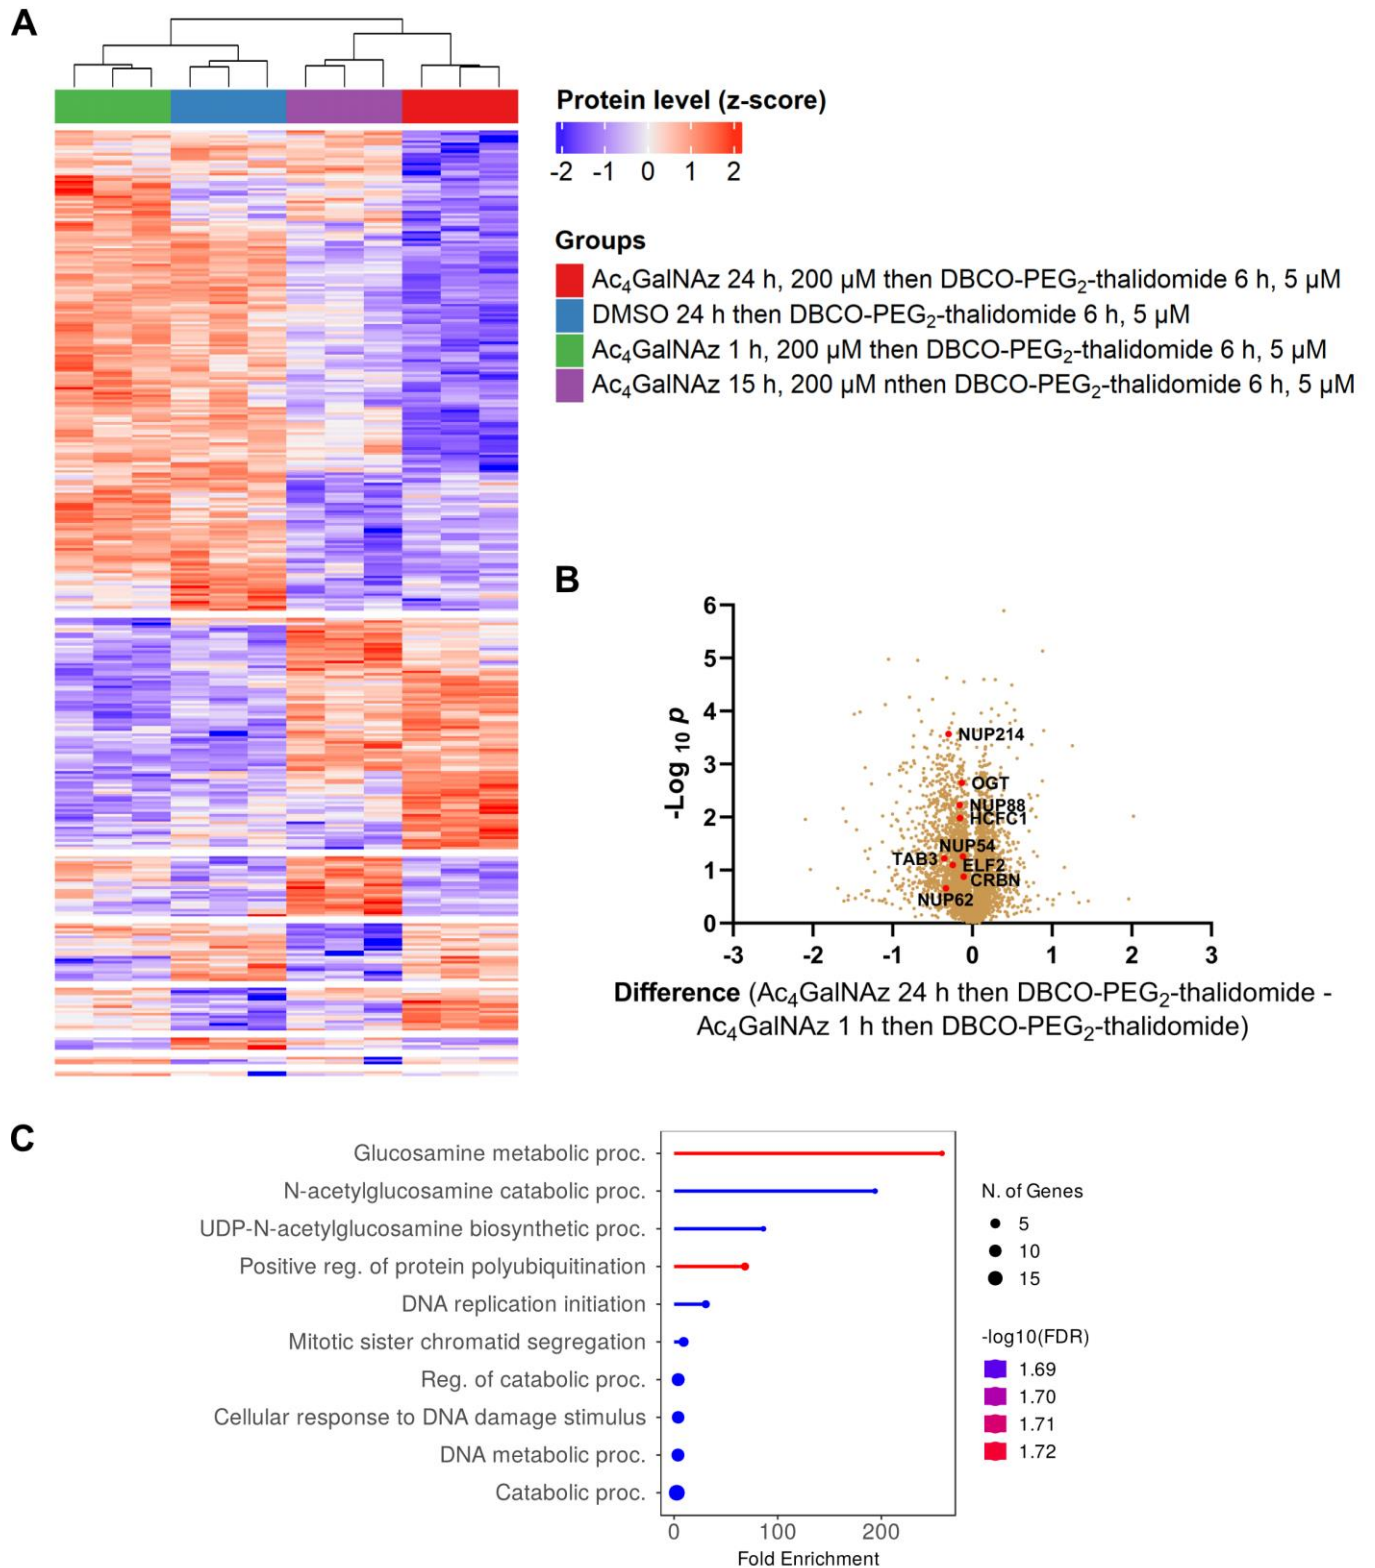 A
Protein level (z-score)
-2 -1 0 1 2
Groups
Ac₄GalNAz 24 h, 200 µM then DBCO-PEG₂-thalidomide 6 h, 5 µM
DMSO 24 h then DBCO-PEG₂-thalidomide 6 h, 5 µM
Ac₄GalNAz 1 h, 200 µM then DBCO-PEG₂-thalidomide 6 h, 5 µM
Ac₄GalNAz 15 h, 200 µM nthen DBCO-PEG₂-thalidomide 6 h, 5 µM
B
6
5
4
3
2
1
0
-Log 10 p
NUP214
OGT
NUP88
HCFC1
NUP54
TAB3
ELF2
CRBN
NUP62
-3 -2 -1 0 1 2 3
Difference (Ac₄GalNAz 24 h then DBCO-PEG₂-thalidomide -
Ac₄GalNAz 1 h then DBCO-PEG₂-thalidomide)
C
Glucosamine metabolic proc.
N-acetylglucosamine catabolic proc.
UDP-N-acetylglucosamine biosynthetic proc.
Positive reg. of protein polyubiquitination
DNA replication initiation
Mitotic sister chromatid segregation
Reg. of catabolic proc.
Cellular response to DNA damage stimulus
DNA metabolic proc.
Catabolic proc.
0 100 200
Fold Enrichment
N. of Genes
5
10
15
-log10(FDR)
1.69
1.70
1.71
1.72